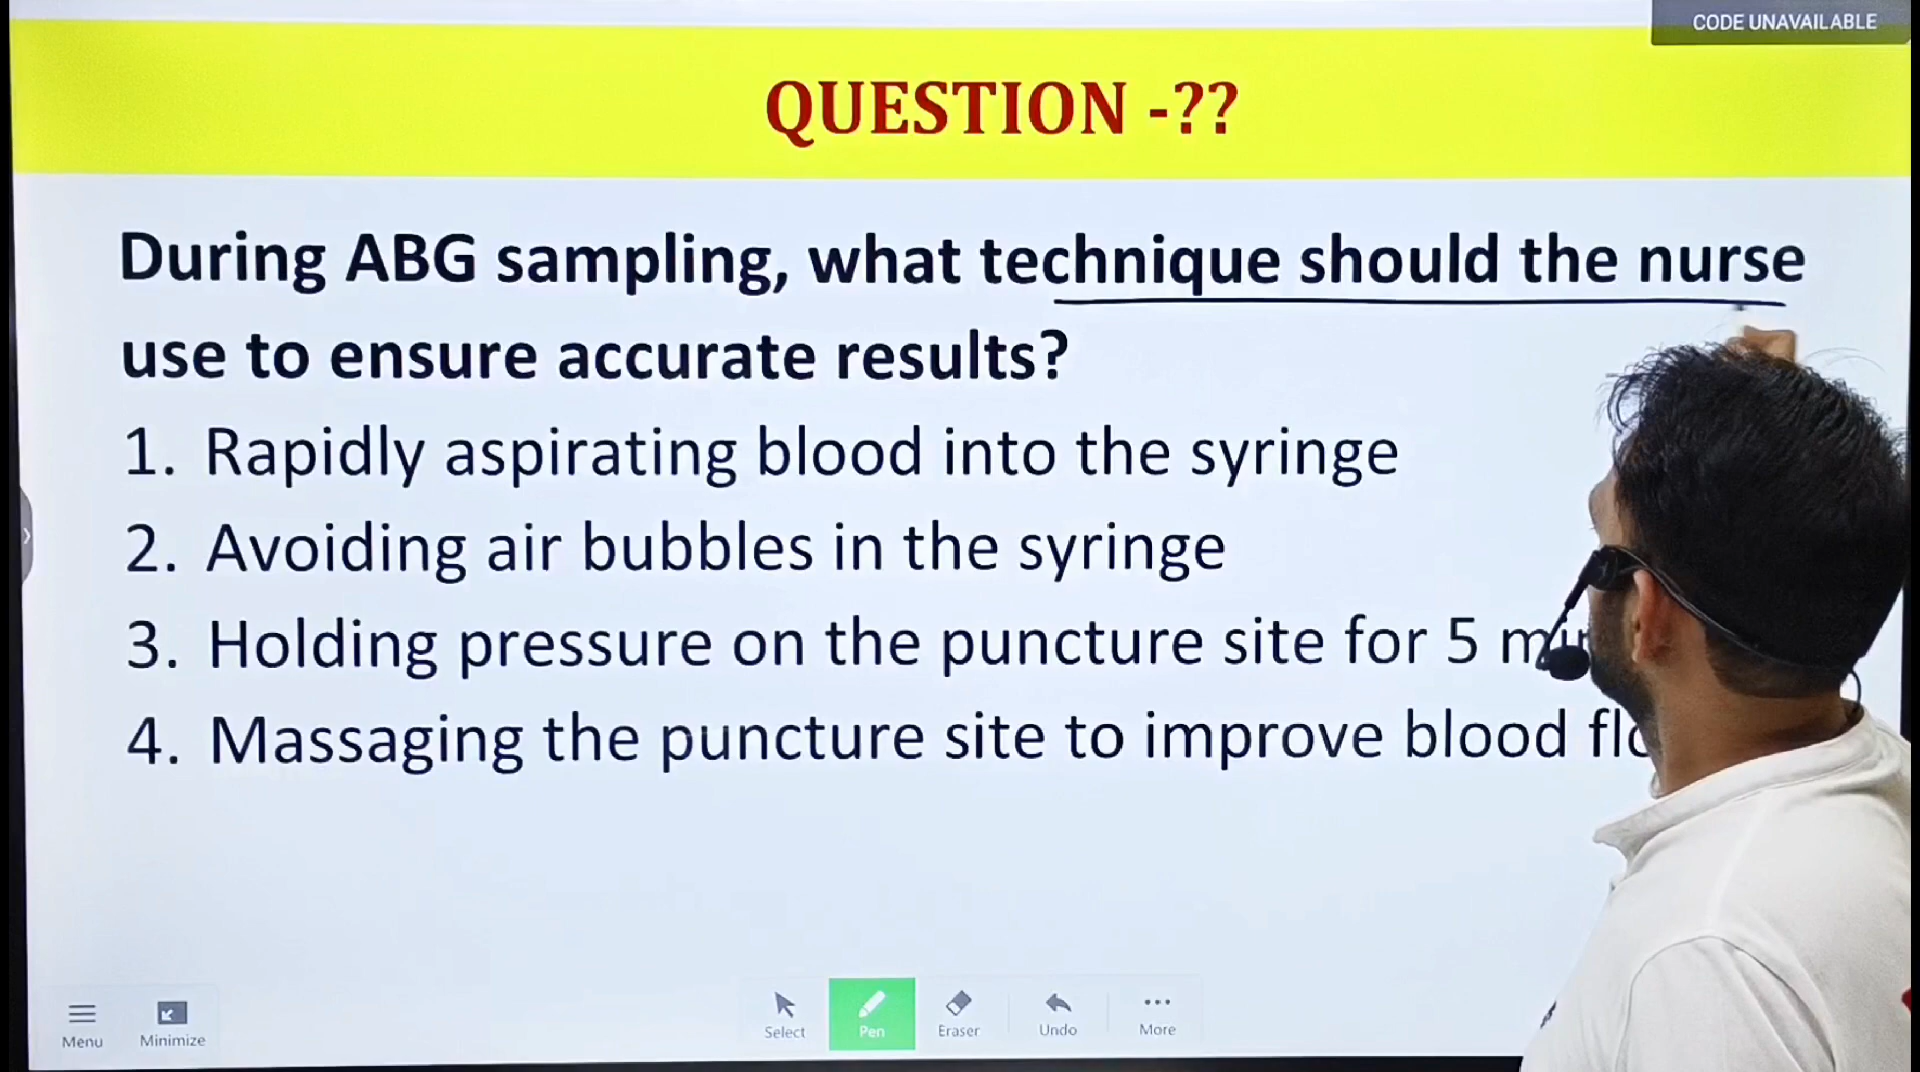 CODE UNAVAILABLE
QUESTION -??
During ABG sampling, what technique should the nurse
use to ensure accurate results?
1. Rapidly aspirating blood into the syringe
2. Avoiding air bubbles in the syringe
3. Holding pressure on the puncture site for 5
4. Massaging the puncture site to improve blood
Menu
Minimize
Select
Pen
Eraser
Undo
More